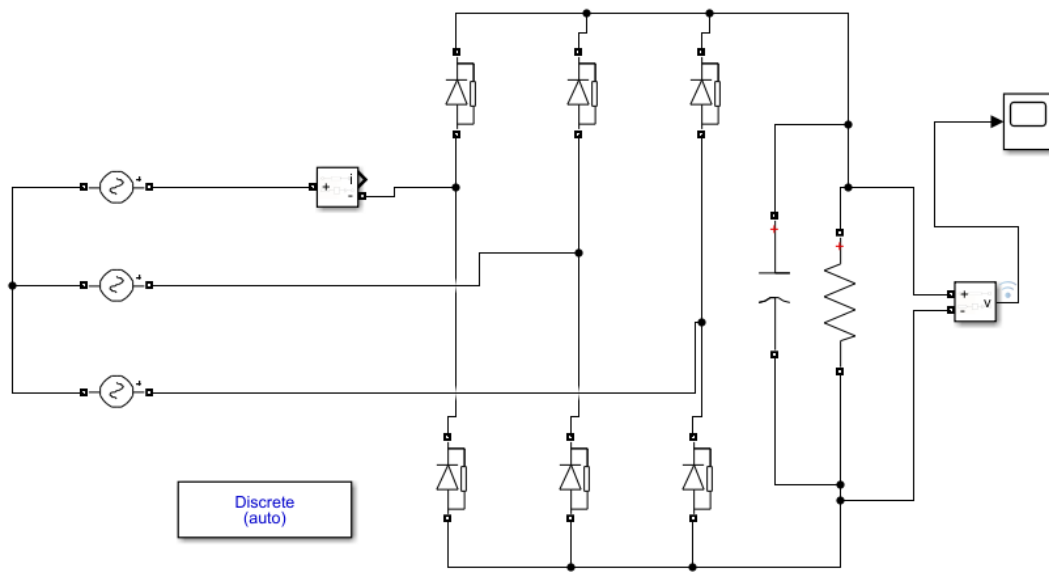 i
+
-
+
+
+
+
+
+
-
v
Discrete
(auto)